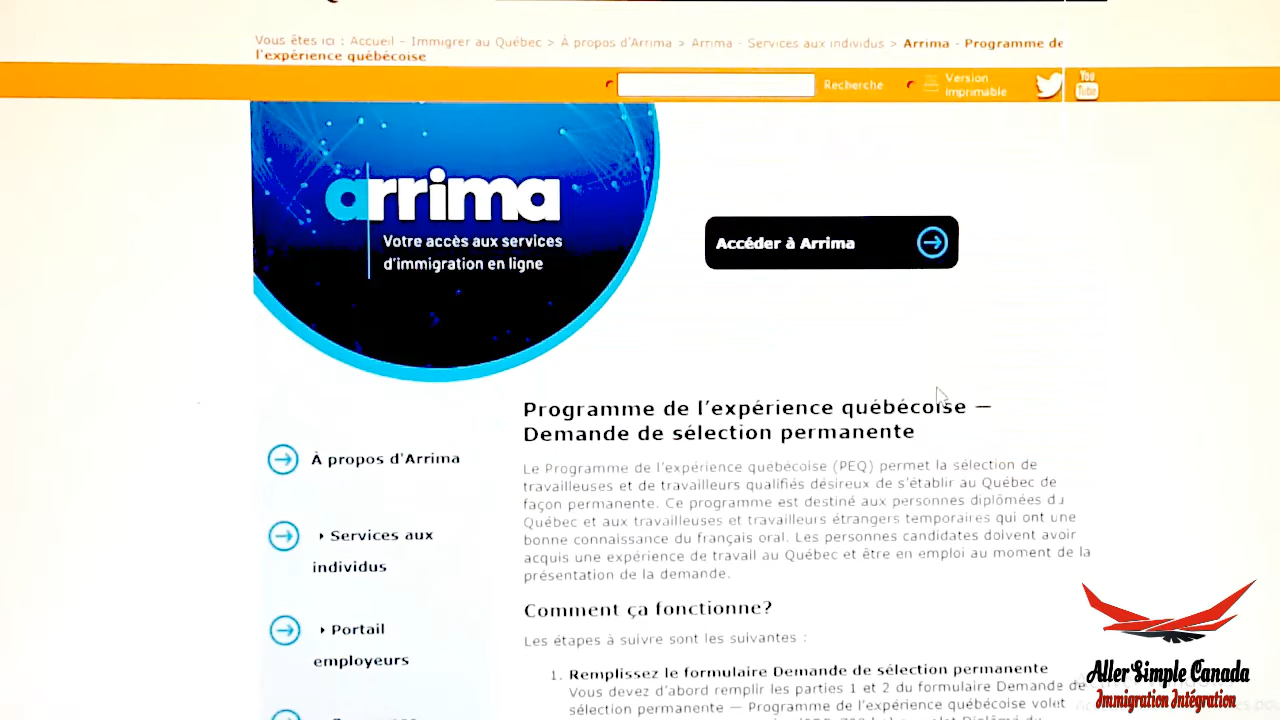 Vous êtes ici : Accueil - Immigrer au Québec > À propos d'Arrima > Arrima - Services aux individus > Arrima - Programme de
l'expérience québécoise
Recherche
Version
imprimable
You
Tube
arrima
Votre accès aux services
d'immigration en ligne
Accéder à Arrima
Programme de l'expérience québécoise —
Demande de sélection permanente
Le Programme de l'expérience québécoise (PEQ) permet la sélection de
travailleuses et de travailleurs qualifiés désireux de s'établir au Québec de
façon permanente. Ce programme est destiné aux personnes diplômées du
Québec et aux travailleuses et travailleurs étrangers temporaires qui ont une
bonne connaissance du français oral. Les personnes candidates doivent avoir
acquis une expérience de travail au Québec et être en emploi au moment de la
présentation de la demande.
Comment ça fonctionne?
Les étapes à suivre sont les suivantes :
1. Remplissez le formulaire Demande de sélection permanente
Vous devez d'abord remplir les parties 1 et 2 du formulaire Demande de
sélection permanente — Programme de l'expérience québécoise volet
À propos d'Arrima
Services aux
individus
Portail
employeurs
Aller Simple Canada
Immigration Intégration